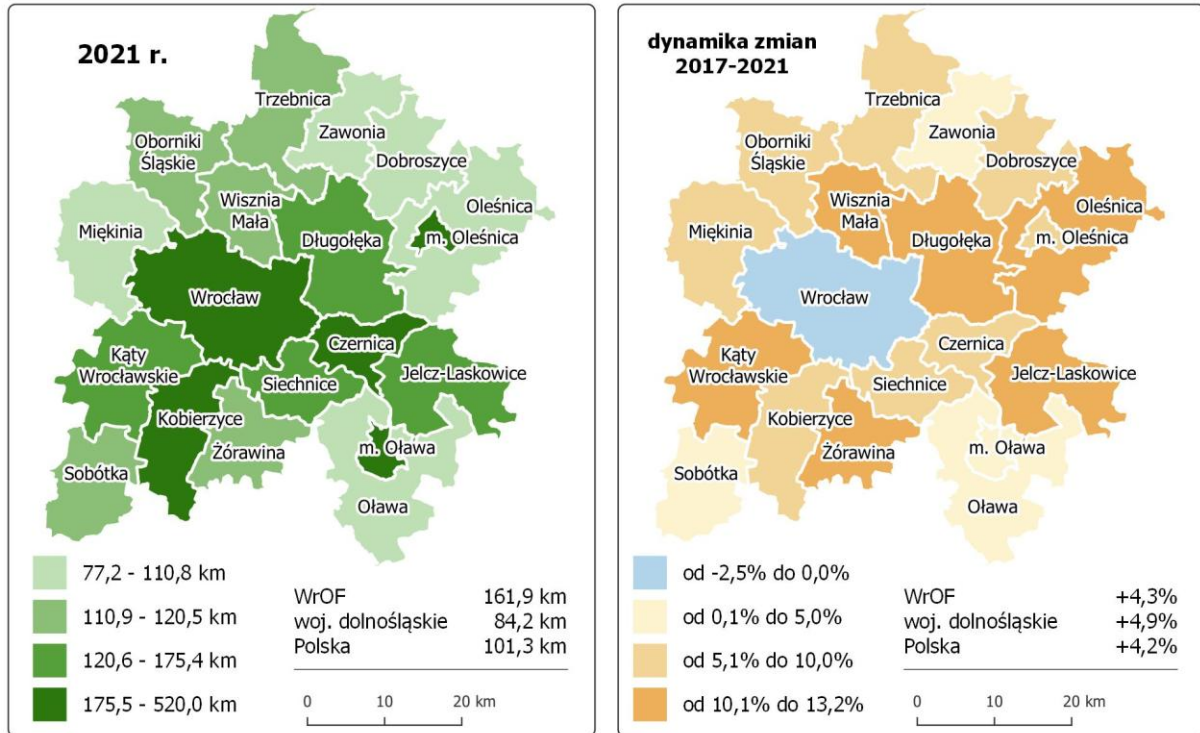 2021 r.
Trzebnica
Zawonia
Oborniki
Śląskie
Dobroszyce
Wisznia
Mała
Oleśnica
Miękinia
Długołęka
m. Oleśnica
Wrocław
Czernica
Kąty
Wrocławskie
Siechnice
Jelcz-Laskowice
Kobierzyce
Żórawina
m. Oława
Sobótka
Oława
77,2 - 110,8 km
110,9 - 120,5 km
120,6 - 175,4 km
175,5 - 520,0 km
WrOF 161,9 km
woj. dolnośląskie 84,2 km
Polska 101,3 km
0 10 20 km
dynamika zmian
2017-2021
Trzebnica
Zawonia
Oborniki
Śląskie
Dobroszyce
Wisznia
Mała
Oleśnica
Miękinia
Długołęka
m. Oleśnica
Wrocław
Czernica
Kąty
Wrocławskie
Siechnice
Jelcz-Laskowice
Kobierzyce
Żórawina
m. Oława
Sobótka
Oława
od -2,5% do 0,0%
od 0,1% do 5,0%
od 5,1% do 10,0%
od 10,1% do 13,2%
WrOF +4,3%
woj. dolnośląskie +4,9%
Polska +4,2%
0 10 20 km